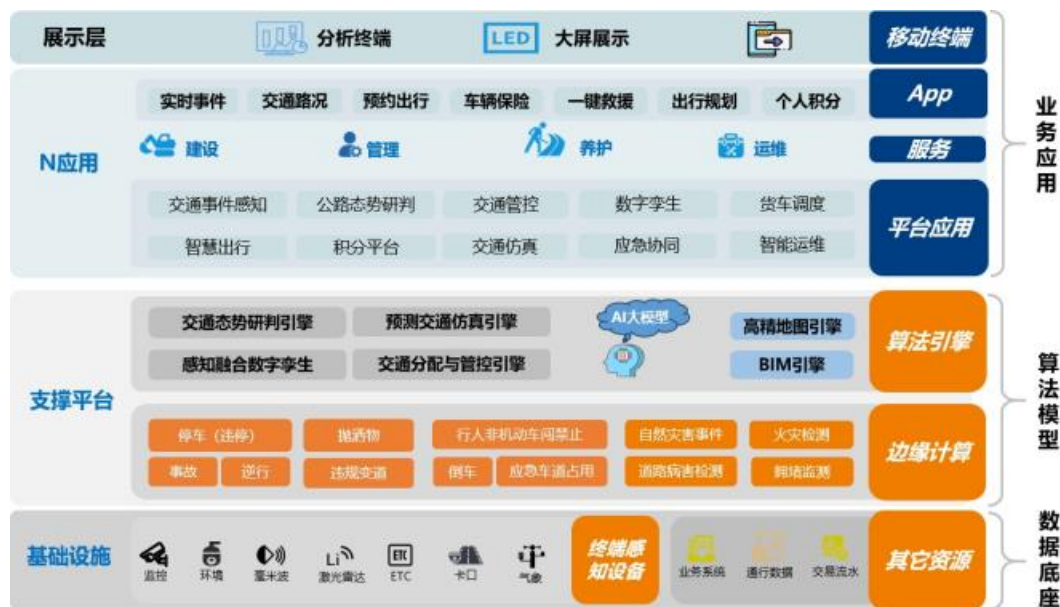 展示层 分析终端 LED 大屏展示 移动终端
实时事件 交通路况 预约出行 车辆保险 一键救援 出行规划 个人积分 App
N应用 建设 管理 养护 运维 服务
交通事件感知 公路态势研判 交通管控 数字孪生 货车调度
智慧出行 积分平台 交通仿真 应急协同 智能运维
平台应用
业务应用
支撑平台
交通态势研判引擎 预测交通仿真引擎 AI大模型 高精地图引擎
感知融合数字孪生 交通分配与管控引擎 BIM引擎
算法引擎
停车（违停） 抛洒物 行人非机动车闯禁止 自然灾害事件 火灾检测
事故 逆行 违规变道 倒车 应急车道占用 道路病害检测 拥堵监测
边缘计算
算法模型
基础设施
监控 环境 毫米波 Li 激光雷达 ETC ETC 卡口 气象
终端感知设备
业务系统 通行数据 交易流水
其它资源
数据底座